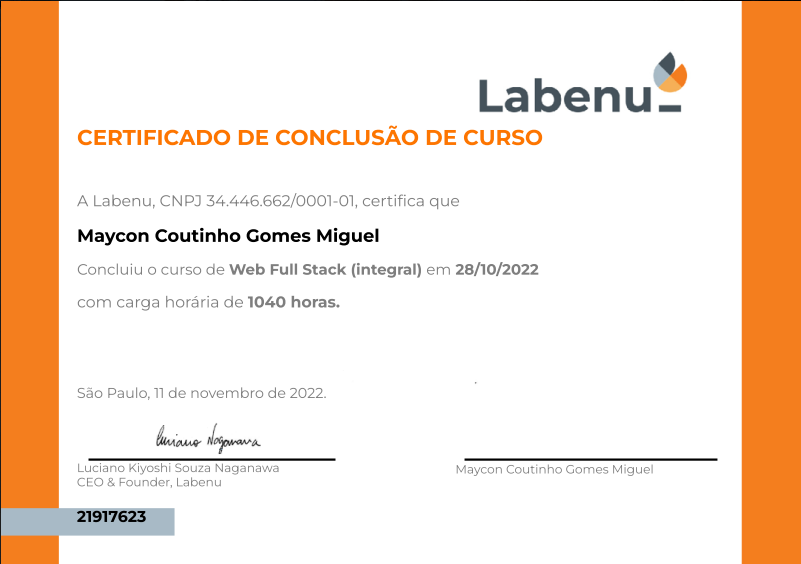 Labenu_
CERTIFICADO DE CONCLUSÃO DE CURSO
A Labenu, CNPJ 34.446.662/0001-01, certifica que
Maycon Coutinho Gomes Miguel
Concluiu o curso de Web Full Stack (integral) em 28/10/2022
com carga horária de 1040 horas.
São Paulo, 11 de novembro de 2022.
Luciano Naganawa
Luciano Kiyoshi Souza Naganawa
CEO & Founder, Labenu
Maycon Coutinho Gomes Miguel
21917623